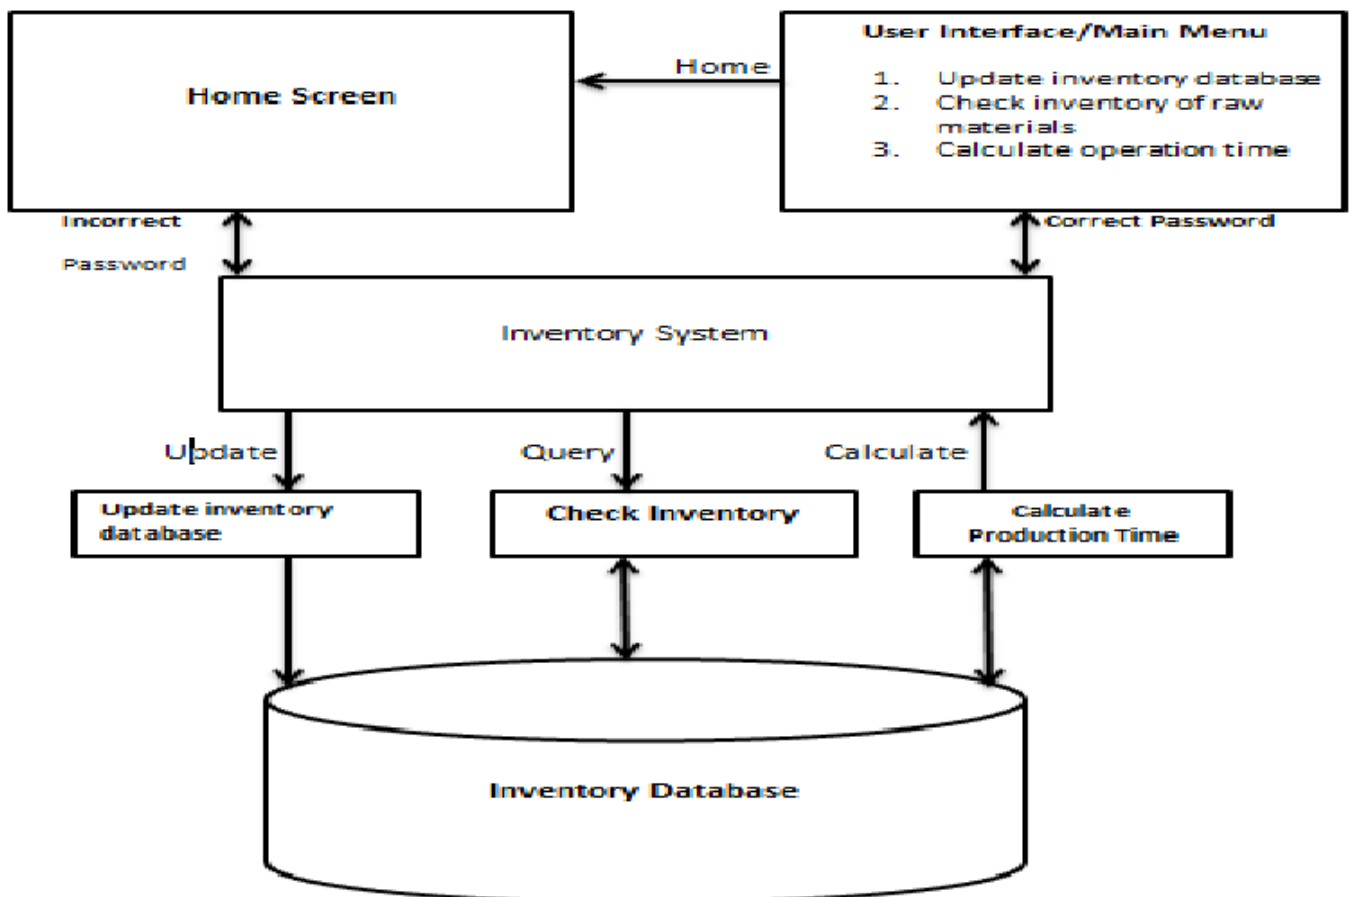 User Interface/Main Menu
Home
Home Screen
1. Update inventory database
2. Check inventory of raw
materials
3. Calculate operation time
Incorrect
Password
Correct Password
Inventory System
Update
Query
Calculate
Update inventory
database
Check Inventory
Calculate
Production Time
Inventory Database